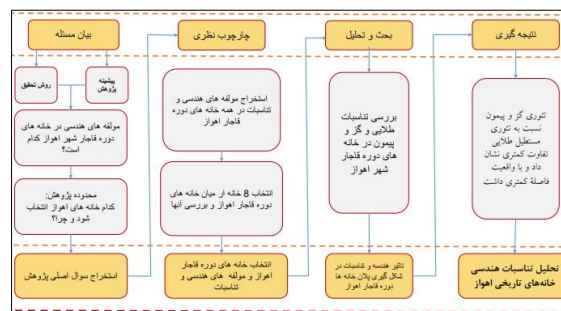 بیان مسئله
چارچوب نظری
بحث و تحلیل
نتیجه گیری
روش تحقیق
پیشینه
پژوهش
مولفه های هندسی در خانه های
دوره قاجار شهر اهواز کدام
است؟
محدوده پژوهش:
کدام خانه های اهواز انتخاب
شود و چرا؟
استخراج سوال اصلی پژوهش
استخراج مولفه های هندسی و
تناسبات در همه خانه های دوره
قاجار اهواز
انتخاب 8 خانه ار میان خانه های
دوره قاجار اهواز و بررسی آنها
انتخاب خانه های دوره قاجار
اهواز و مولفه های هندسی و
تناسبات
بررسی تناسبات
طلایی و گز و
پیمون در خانه
های دوره قاجار
شهر اهواز
تاثیر هندسه و تناسبات در
شکل گیری پلان خانه ها
در دوره قاجار اهواز
تئوری گز و پیمون
نسبت به تئوری
مستطیل طلایی
تفاوت کمتری نشان
داد و با واقعیت
فاصلۀ کمتری داشت
تحلیل تناسبات هندسی
خانه‌های تاریخی اهواز